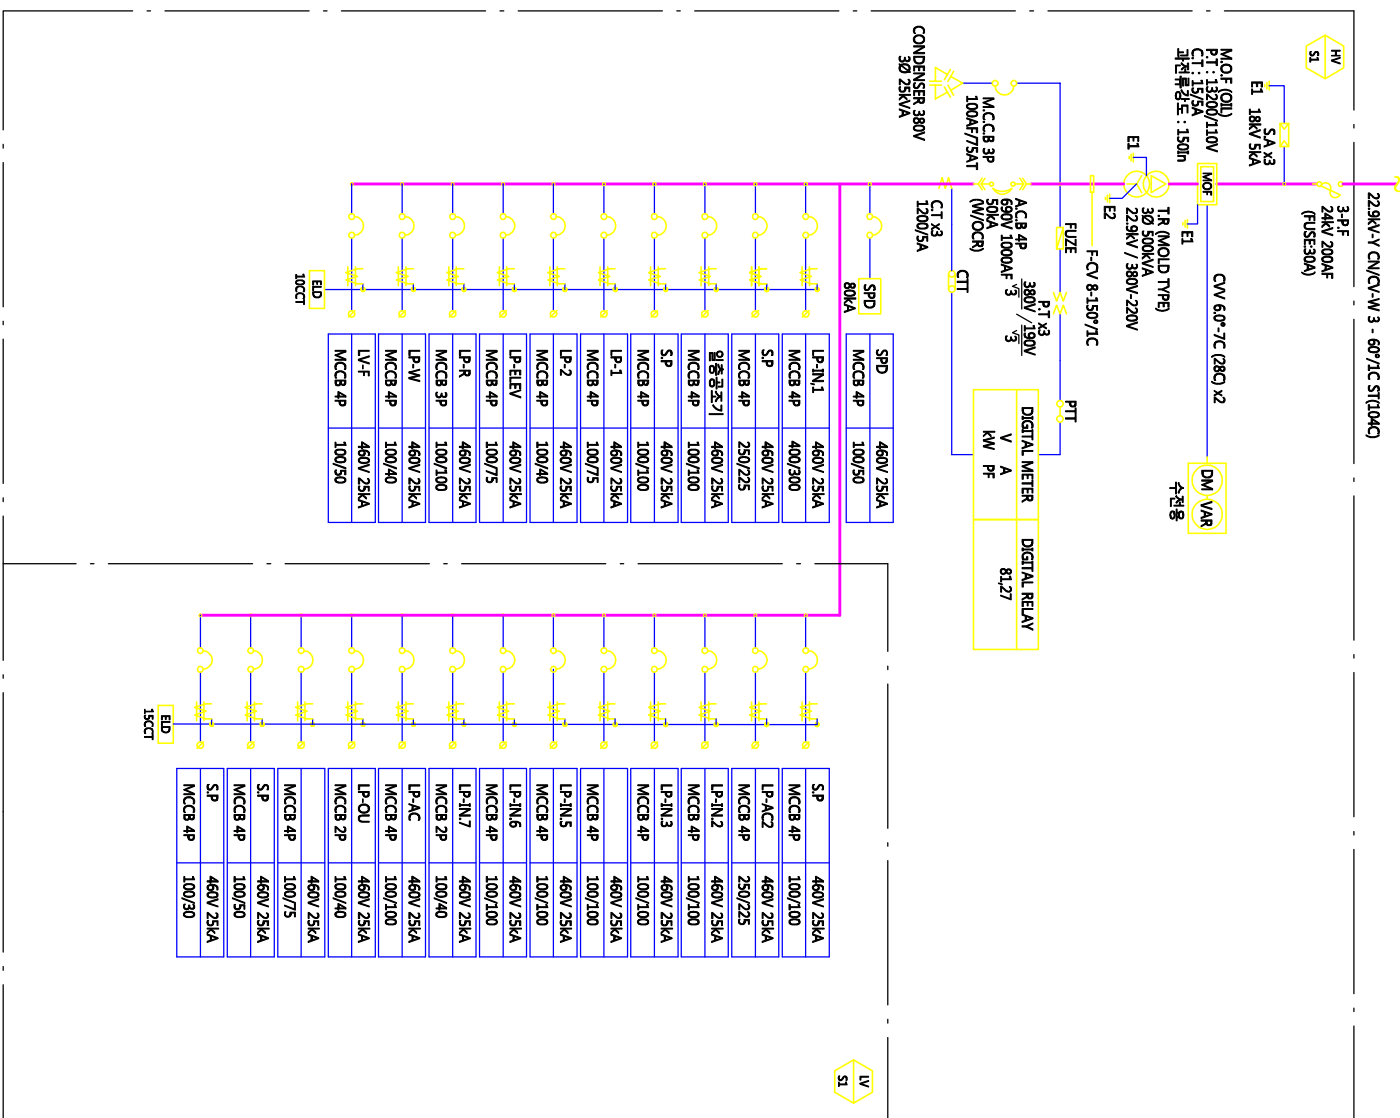 22.9kV-Y CN/CV-W 3 - 60°/1C ST(104C)
3-P.F
24kV 200AF
(FUSE:30A)
HV
S1
E1
S.A x3
18kV 5kA
M.O.F (OIL)
P.T : 13200/110V
C.T : 15/5A
과전류강도 : 150In
MOF
E1
CVV 6.0°-7C (28C) x2
DM VAR
수전용
E1
E2
T.R (MOLD TYPE)
3Ø 500kVA
22.9kV / 380V-220V
F-CV 8-150°/1C
FUZE
P.T x3
380V / 190V
√3 √3
PTT
M.C.C.B 3P
100AF/75AT
CONDENSER 380V
3Ø 25kVA
A.C.B 4P
690V 1000AF
50kA
(W/OCR)
C.T x3
1200/5A
CTT
DIGITAL METER
V A
kW PF
DIGITAL RELAY
81,27
SPD
80kA
SPD 460V 25kA
MCCB 4P 100/50
LP-IN,1 460V 25kA
MCCB 4P 400/300
S.P 460V 25kA
MCCB 4P 250/225
일층공조기 460V 25kA
MCCB 4P 100/100
S.P 460V 25kA
MCCB 4P 100/100
LP-1 460V 25kA
MCCB 4P 100/75
LP-2 460V 25kA
MCCB 4P 100/40
LP-ELEV 460V 25kA
MCCB 4P 100/75
LP-R 460V 25kA
MCCB 3P 100/100
LP-W 460V 25kA
MCCB 4P 100/40
LV-F 460V 25kA
MCCB 4P 100/50
ELD
10CCT
S.P 460V 25kA
MCCB 4P 100/100
LP-AC2 460V 25kA
MCCB 4P 250/225
LP-IN.2 460V 25kA
MCCB 4P 100/100
LP-IN.3 460V 25kA
MCCB 4P 100/100
460V 25kA
MCCB 4P 100/100
LP-IN.5 460V 25kA
MCCB 4P 100/100
LP-IN.6 460V 25kA
MCCB 4P 100/100
LP-IN.7 460V 25kA
MCCB 2P 100/40
LP-AC 460V 25kA
MCCB 4P 100/100
LP-OU 460V 25kA
MCCB 2P 100/40
460V 25kA
MCCB 4P 100/75
S.P 460V 25kA
MCCB 4P 100/50
S.P 460V 25kA
MCCB 4P 100/30
ELD
15CCT
LV
S1